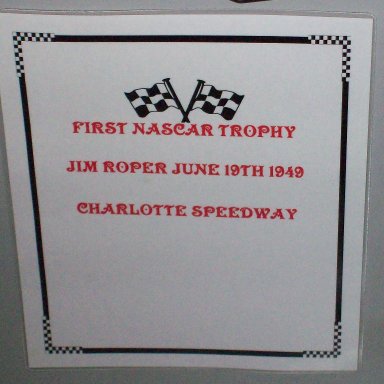 FIRST NASCAR TROPHY
JIM ROPER JUNE 19TH 1949
CHARLOTTE SPEEDWAY